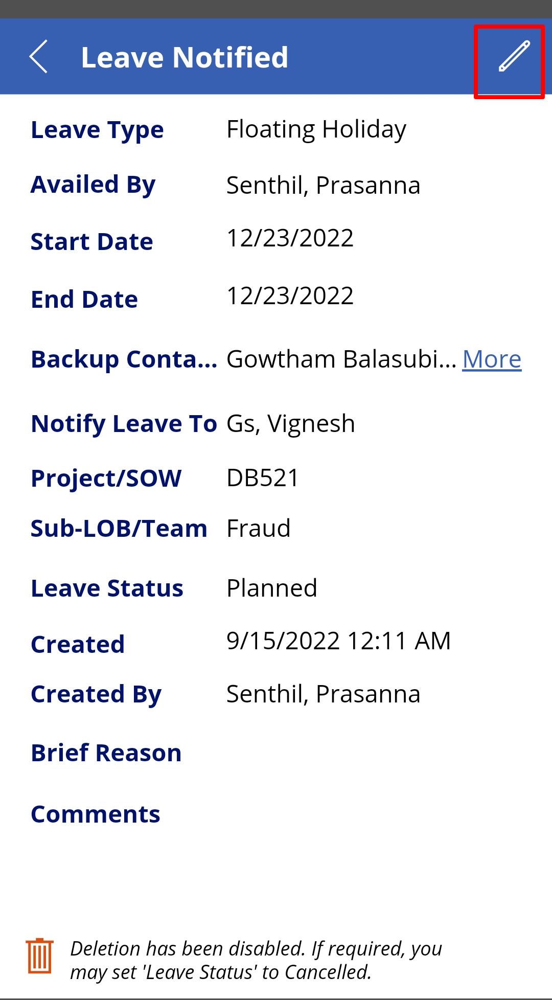 Leave Notified
Leave Type Floating Holiday
Availed By Senthil, Prasanna
Start Date 12/23/2022
End Date 12/23/2022
Backup Conta... Gowtham Balasubi... More
Notify Leave To Gs, Vignesh
Project/SOW DB521
Sub-LOB/Team Fraud
Leave Status Planned
Created 9/15/2022 12:11 AM
Created By Senthil, Prasanna
Brief Reason
Comments
Deletion has been disabled. If required, you
may set 'Leave Status' to Cancelled.